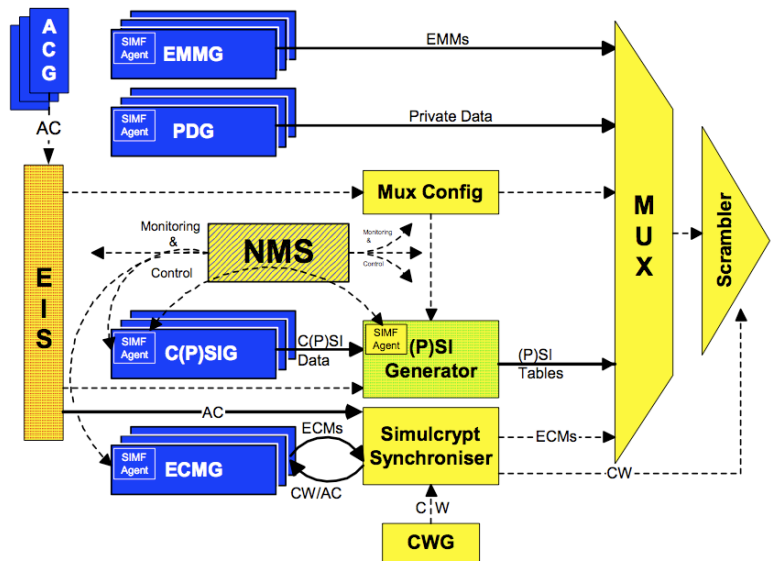 A
C
G
SIMF
Agent
EMMG
EMMs
SIMF
Agent
PDG
Private Data
AC
Mux Config
Monitoring
&
Control
NMS
Monitoring
&
Control
E
I
S
M
U
X
Scrambler
SIMF
Agent
C(P)SIG
C(P)SI
Data
SIMF
Agent
(P)SI
Generator
(P)SI
Tables
AC
SIMF
Agent
ECMG
ECMs
CW/AC
Simulcrypt
Synchroniser
ECMs
CW
C W
CWG